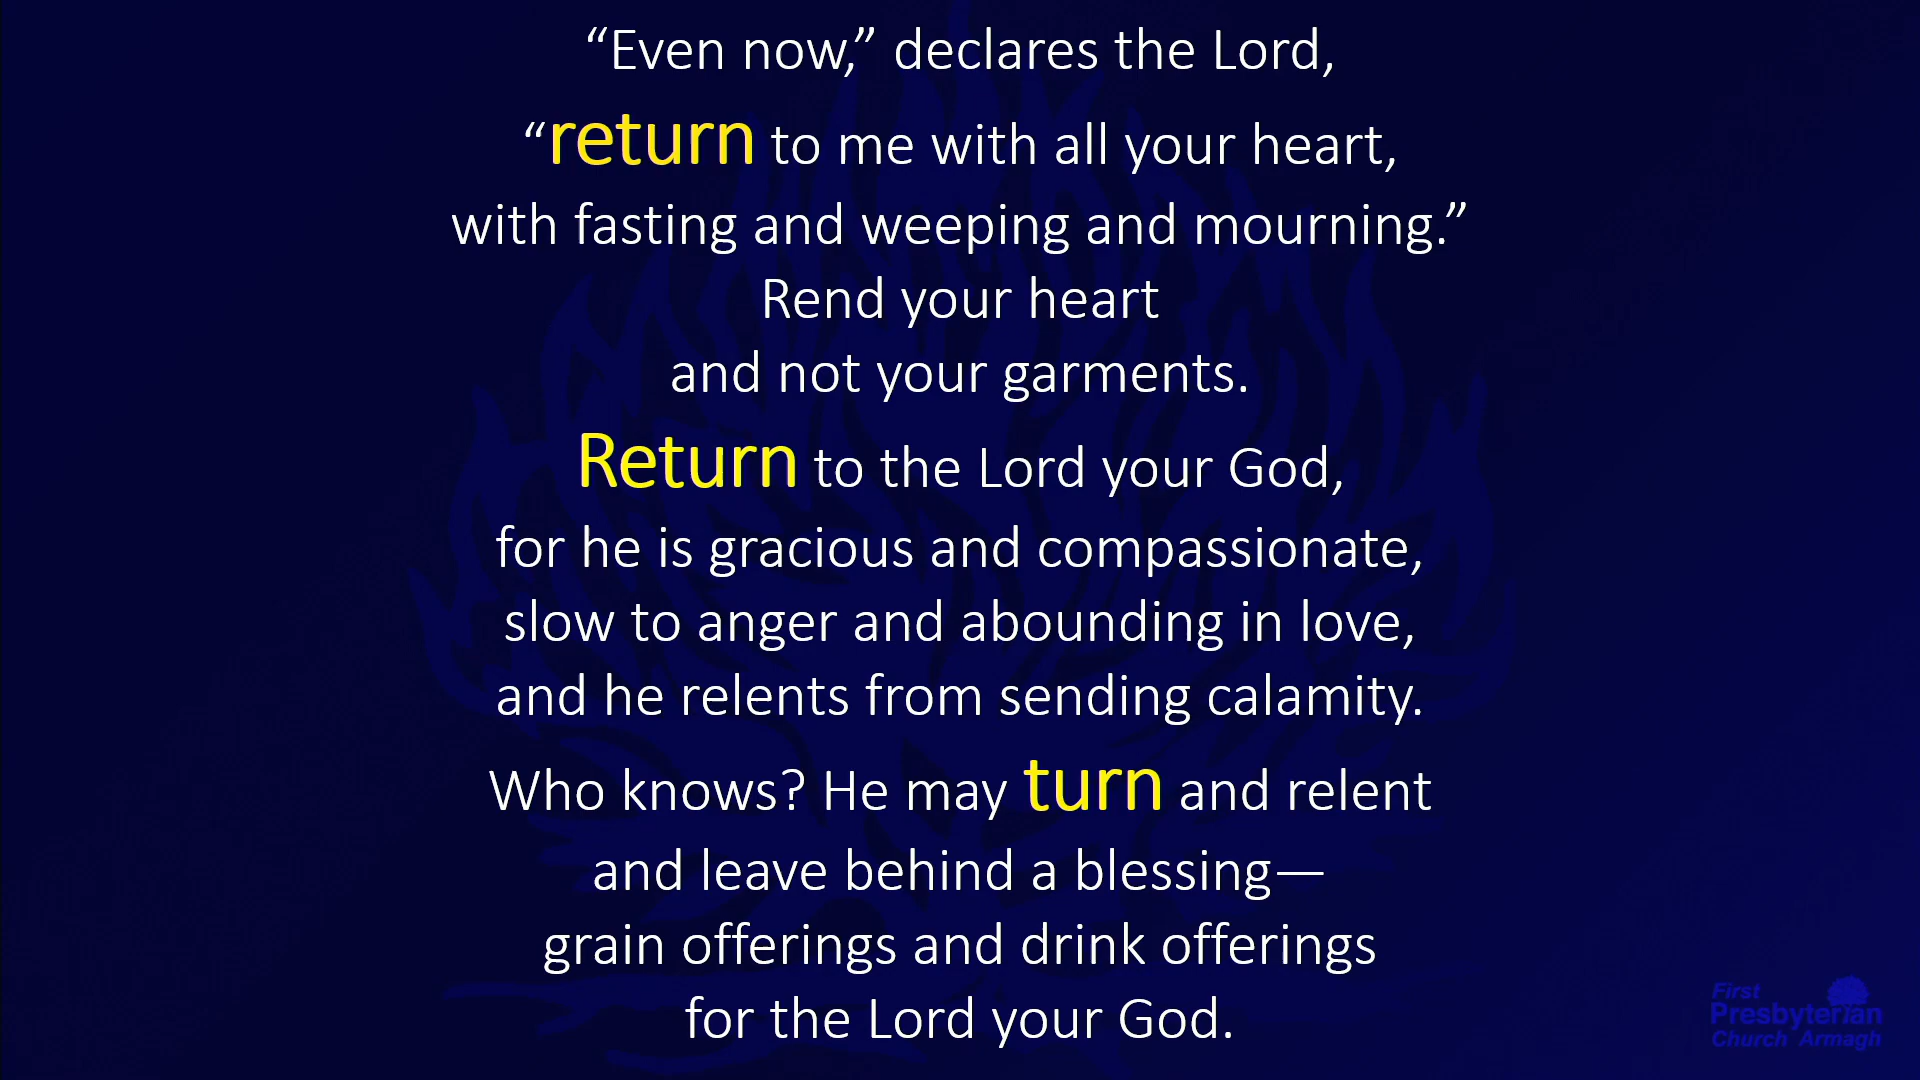 “Even now,” declares the Lord,
“return to me with all your heart,
with fasting and weeping and mourning.”
Rend your heart
and not your garments.
Return to the Lord your God,
for he is gracious and compassionate,
slow to anger and abounding in love,
and he relents from sending calamity.
Who knows? He may turn and relent
and leave behind a blessing—
grain offerings and drink offerings
for the Lord your God.
First
Presbyterian
Church Armagh